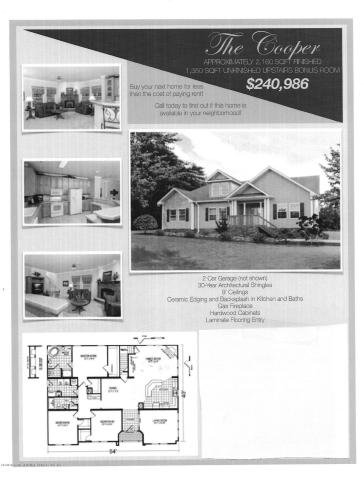 The Cooper
APPROXIMATELY 2,160 SQFT FINISHED
1,350 SQFT UNFINISHED UPSTAIRS BONUS ROOM
$240,986
Buy your next home for less
than the cost of paying rent!
Call today to find out if this home is
available in your neighborhood!
2 Car Garage (not shown)
30-Year Architectural Shingles
9' Ceilings
Ceramic Edging and Backsplash in Kitchen and Baths
Gas Fireplace
Hardwood Cabinets
Laminate Flooring Entry
54'